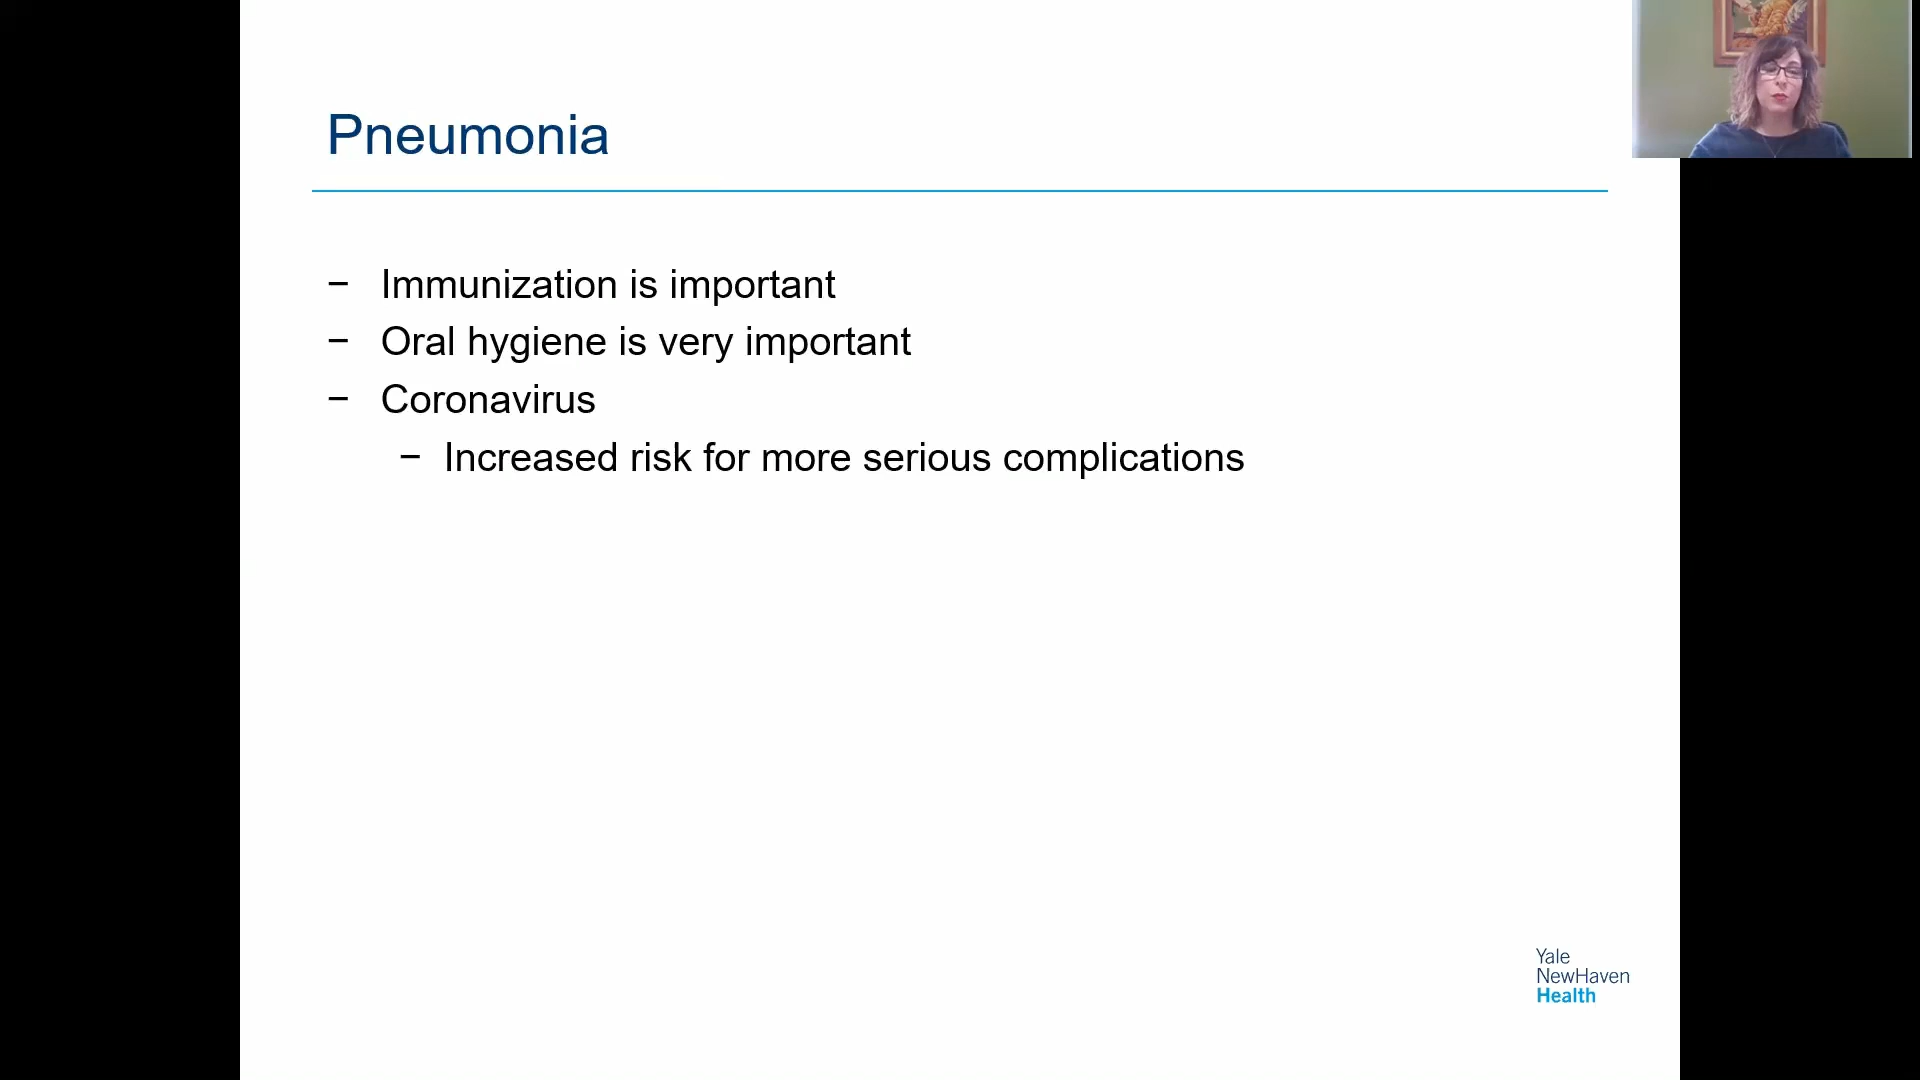 Pneumonia
− Immunization is important
− Oral hygiene is very important
− Coronavirus
− Increased risk for more serious complications
Yale
NewHaven
Health